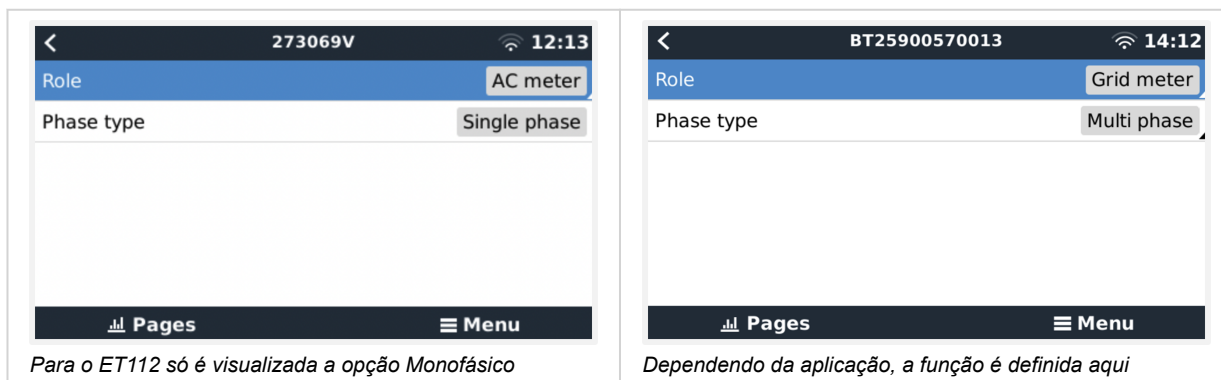 273069V 12:13
Role AC meter
Phase type Single phase
Pages Menu
Para o ET112 só é visualizada a opção Monofásico
BT25900570013 14:12
Role Grid meter
Phase type Multi phase
Pages Menu
Dependendo da aplicação, a função é definida aqui